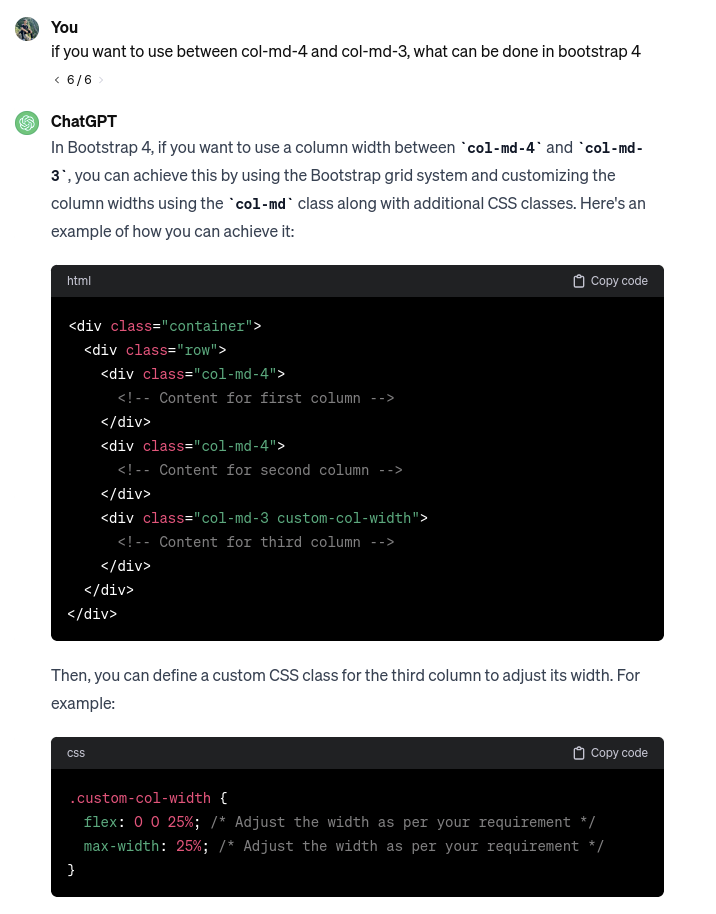 You
if you want to use between col-md-4 and col-md-3, what can be done in bootstrap 4
< 6 / 6 >
ChatGPT
In Bootstrap 4, if you want to use a column width between `col-md-4` and `col-md-
3`, you can achieve this by using the Bootstrap grid system and customizing the
column widths using the `col-md` class along with additional CSS classes. Here's an
example of how you can achieve it:
html Copy code
<div class="container">
  <div class="row">
    <div class="col-md-4">
      <!-- Content for first column -->
    </div>
    <div class="col-md-4">
      <!-- Content for second column -->
    </div>
    <div class="col-md-3 custom-col-width">
      <!-- Content for third column -->
    </div>
  </div>
</div>
Then, you can define a custom CSS class for the third column to adjust its width. For
example:
css Copy code
.custom-col-width {
  flex: 0 0 25%; /* Adjust the width as per your requirement */
  max-width: 25%; /* Adjust the width as per your requirement */
}